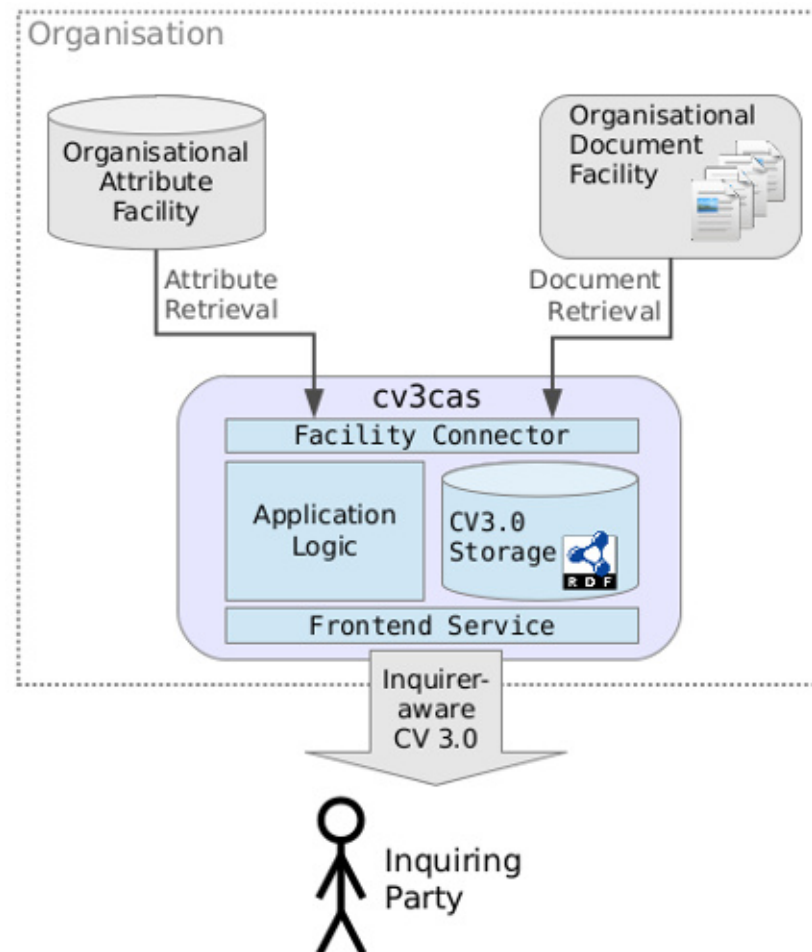 Organisation
Organisational
Attribute
Facility
Organisational
Document
Facility
Attribute
Retrieval
Document
Retrieval
cv3cas
Facility Connector
Application
Logic
CV3.0
Storage
RDF
Frontend Service
Inquirer-
aware
CV 3.0
Inquiring
Party